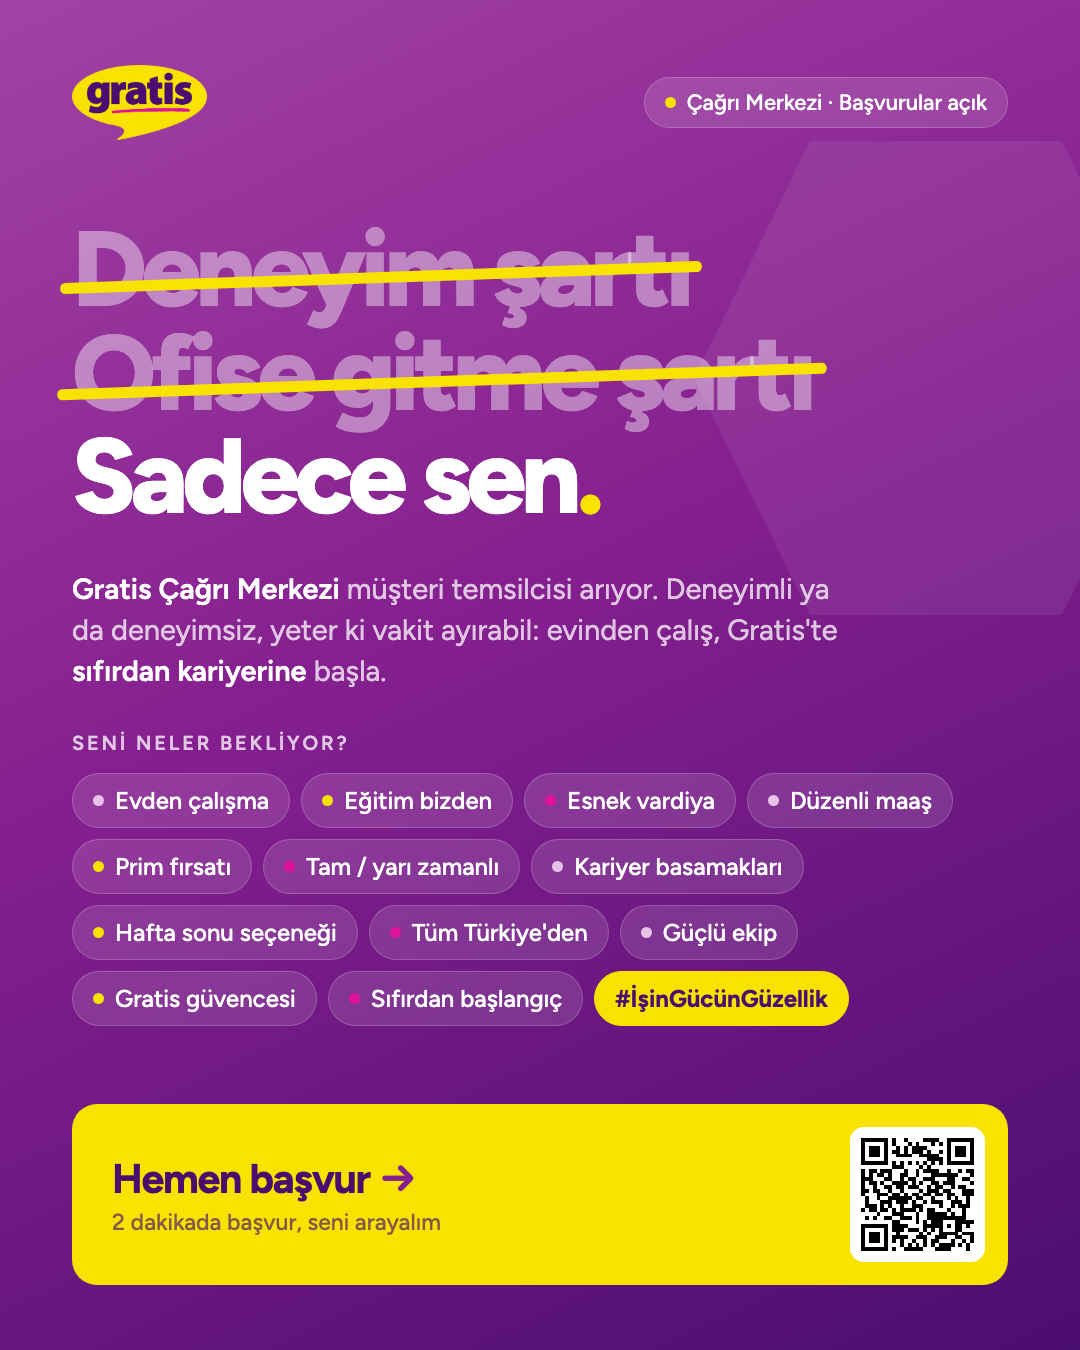 gratis
Çağrı Merkezi · Başvurular açık
Deneyim şartı
Ofise gitme şartı
Sadece sen.
Gratis Çağrı Merkezi müşteri temsilcisi arıyor. Deneyimli ya
da deneyimsiz, yeter ki vakit ayırabil: evinden çalış, Gratis'te
sıfırdan kariyerine başla.
SENİ NELER BEKLİYOR?
Evden çalışma
Eğitim bizden
Esnek vardiya
Düzenli maaş
Prim fırsatı
Tam / yarı zamanlı
Kariyer basamakları
Hafta sonu seçeneği
Tüm Türkiye'den
Güçlü ekip
Gratis güvencesi
Sıfırdan başlangıç
#İşinGücünGüzellik
Hemen başvur →
2 dakikada başvur, seni arayalım